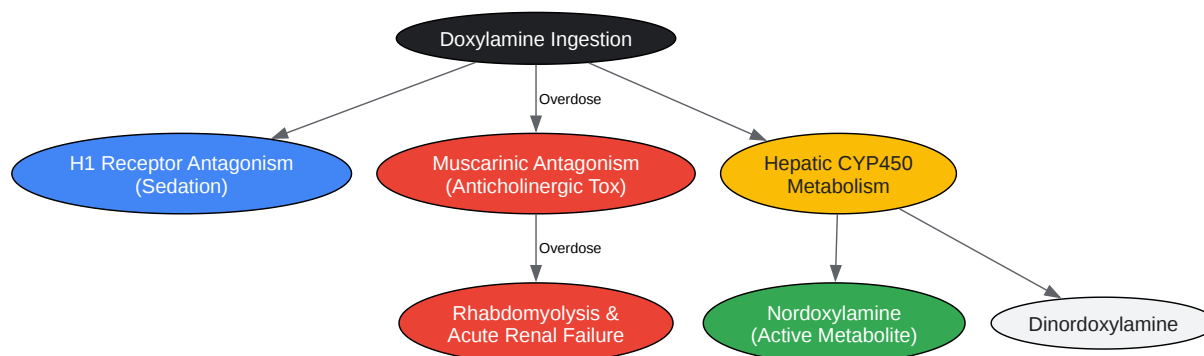 Doxylamine Ingestion
Overdose
H1 Receptor Antagonism
(Sedation)
Muscarinic Antagonism
(Anticholinergic Tox)
Hepatic CYP450
Metabolism
Overdose
Rhabdomyolysis &
Acute Renal Failure
Nordoxylamine
(Active Metabolite)
Dinordoxylamine